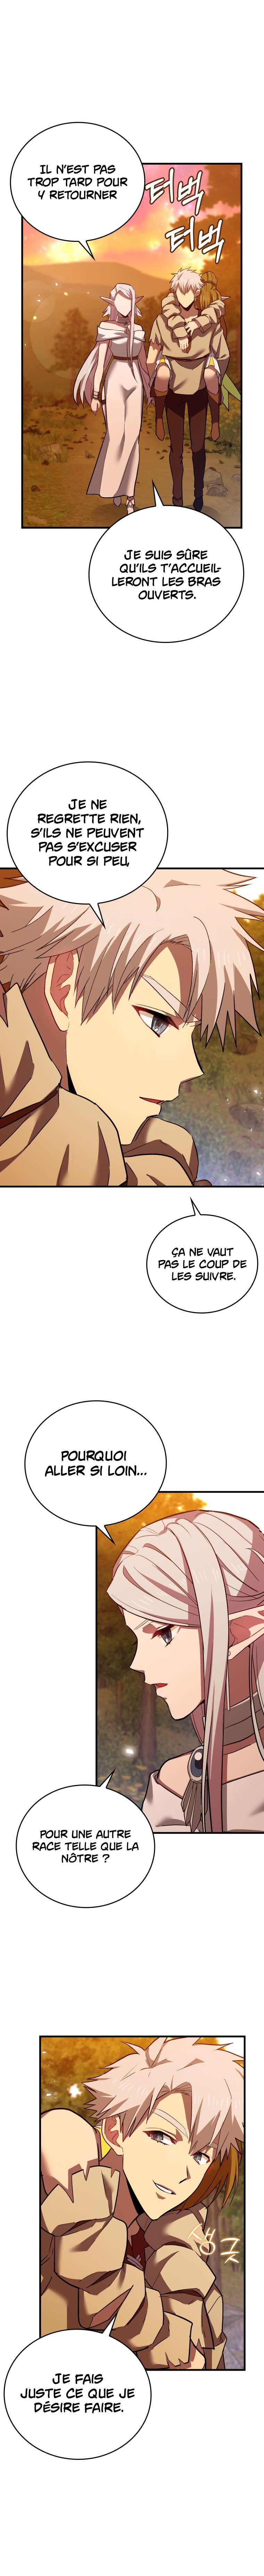 IL N'EST PAS
TROP TARD POUR
Y RETOURNER
터벅
터벅
JE SUIS SÛRE
QU'ILS T'ACCUEIL-
LERONT LES BRAS
OUVERTS.
JE NE
REGRETTE RIEN,
S'ILS NE PEUVENT
PAS S'EXCUSER
POUR SI PEU,
ÇA NE VAUT
PAS LE COUP DE
LES SUIVRE.
POURQUOI
ALLER SI LOIN...
POUR UNE AUTRE
RACE TELLE QUE LA
NÔTRE ?
생긋
JE FAIS
JUSTE CE QUE JE
DÉSIRE FAIRE.